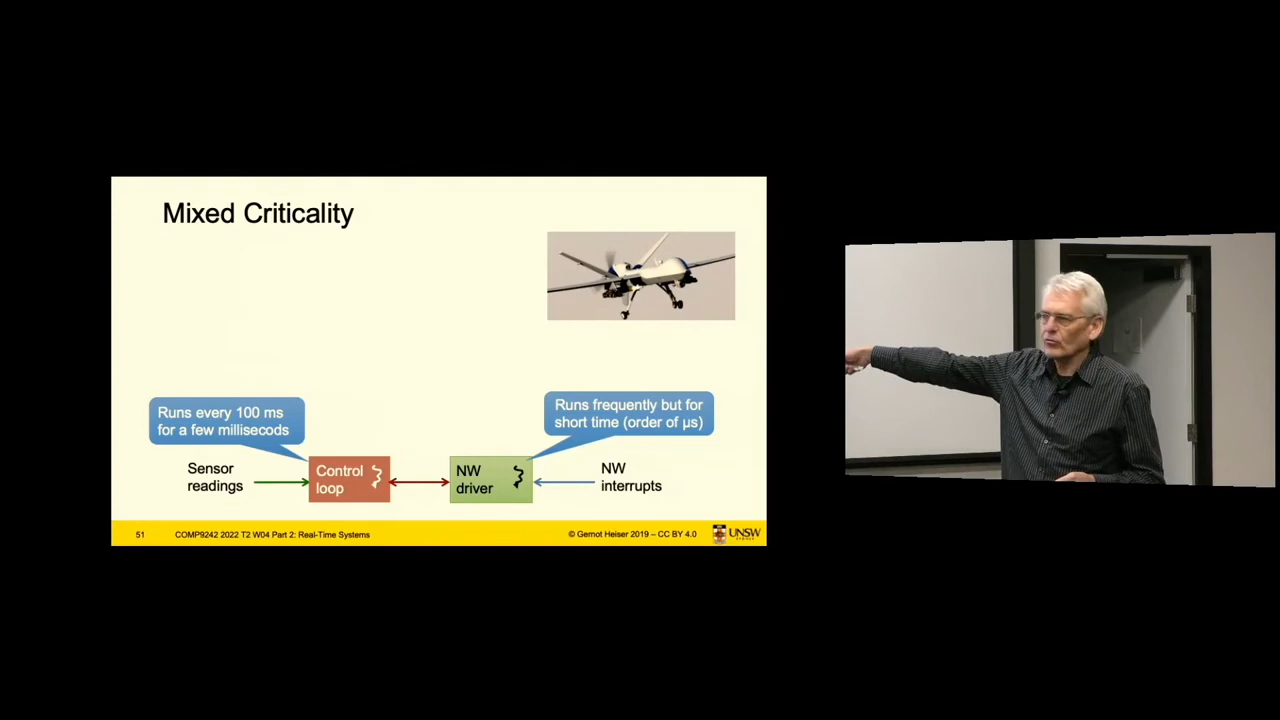 Mixed Criticality
Runs every 100 ms
for a few millisecods
Runs frequently but for
short time (order of µs)
Sensor
readings
Control
loop
NW
driver
NW
interrupts
51
COMP9242 2022 T2 W04 Part 2: Real-Time Systems
© Gernot Heiser 2019 – CC BY 4.0
UNSW